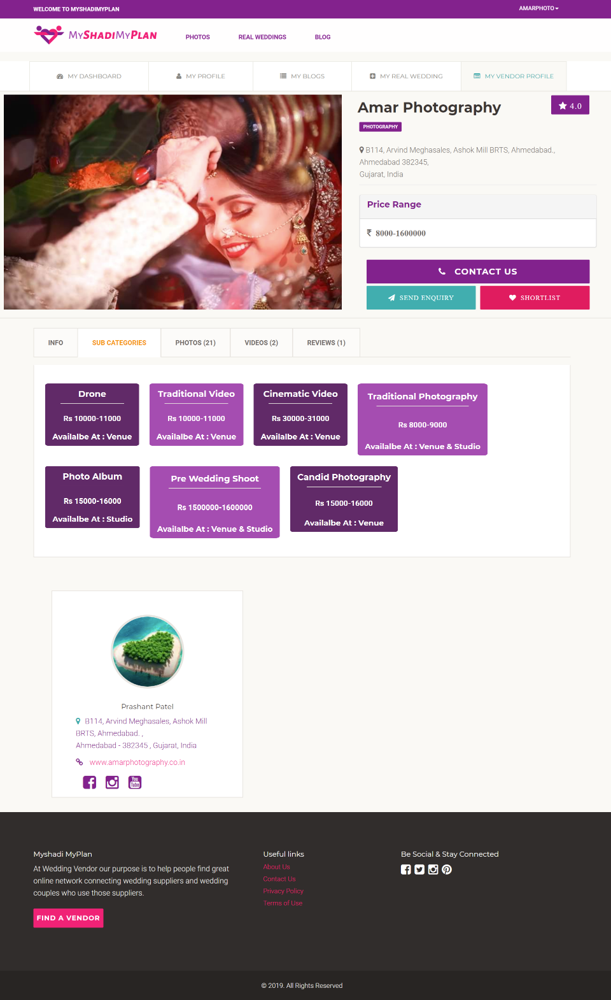 WELCOME TO MYSHADIMYPLAN
AMARPHOTO
MYSHADIMYPLAN
PHOTOS
REAL WEDDINGS
BLOG
MY DASHBOARD
MY PROFILE
MY BLOGS
MY REAL WEDDING
MY VENDOR PROFILE
Amar Photography
4.0
PHOTOGRAPHY
B114, Arvind Meghasales, Ashok Mill BRTS, Ahmedabad.,
Ahmedabad 382345,
Gujarat, India
Price Range
₹ 8000-1600000
CONTACT US
SEND ENQUIRY
SHORTLIST
INFO
SUB CATEGORIES
PHOTOS (21)
VIDEOS (2)
REVIEWS (1)
Drone
Rs 10000-11000
Availalbe At : Venue
Traditional Video
Rs 10000-11000
Availalbe At : Venue
Cinematic Video
Rs 30000-31000
Availalbe At : Venue
Traditional Photography
Rs 8000-9000
Availalbe At : Venue & Studio
Photo Album
Rs 15000-16000
Availalbe At : Studio
Pre Wedding Shoot
Rs 1500000-1600000
Availalbe At : Venue & Studio
Candid Photography
Rs 15000-16000
Availalbe At : Venue
Prashant Patel
B114, Arvind Meghasales, Ashok Mill
BRTS, Ahmedabad. ,
Ahmedabad - 382345 , Gujarat, India
www.amarphotography.co.in
You
Tube
Myshadi MyPlan
At Wedding Vendor our purpose is to help people find great
online network connecting wedding suppliers and wedding
couples who use those suppliers.
FIND A VENDOR
Useful links
About Us
Contact Us
Privacy Policy
Terms of Use
Be Social & Stay Connected
© 2019. All Rights Reserved